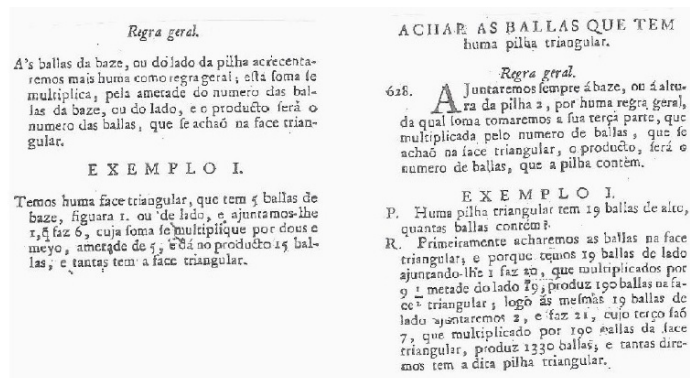 Regra geral.
A's ballas da baze, ou do lado da pilha acrecenta-
remos mais huma como regra geral; esta soma se
multiplica, pela ametade do numero das bal-
las da baze, ou do lado, e o producto ferá o
numero das ballas, que se achaõ na face trian-
gular.
EXEMPLO I.
Temos huma face triangular, que tem 5 ballas de
baze, figuara 1. ou de lado, e ajuntamos-lhe
1, q̃ faz 6, cuja soma se multiplique por dous e
meyo, ametade de 5, e dá no producto 15 bal-
las, e tantas tem a face triangular.
ACHAR AS BALLAS QUE TEM
huma pilha triangular.
Regra geral.
628. AJuntaremos sempre á baze, ou á altu-
ra da pilha 2, por huma regra geral,
da qual soma tomaremos a sua terça parte, que
multiplicada pelo numero de ballas, que se
achaõ na face triangular, o producto, será o
numero de ballas, que a pilha contèm.
EXEMPLO I.
P. Huma pilha triangular tem 19 ballas de alto,
quantas ballas contém?
R. Primeiramente acharemos as ballas na face
triangular; e porque temos 19 ballas de lado
ajuntando-lhe 1 faz 20, que multiplicados por
9 1/2 metade do lado 19, produz 190 ballas na fa-
ce triangular; logo ás mesmas 19 ballas de
lado ajuntaremos 2, e faz 21, cujo terço saõ
7, que multiplicado por 190 ballas da face
triangular, produz 1330 ballas; e tantas dire-
mos tem a dita pilha triangular.